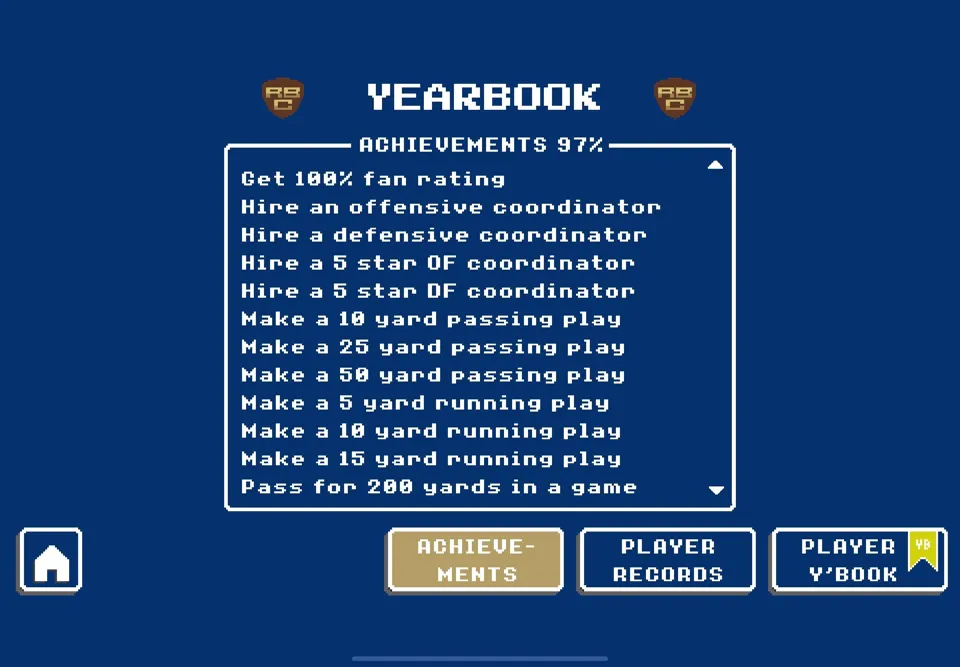 RB
C
YEARBOOK
RB
C
ACHIEVEMENTS 97%
Get 100% fan rating
Hire an offensive coordinator
Hire a defensive coordinator
Hire a 5 star OF coordinator
Hire a 5 star DF coordinator
Make a 10 yard passing play
Make a 25 yard passing play
Make a 50 yard passing play
Make a 5 yard running play
Make a 10 yard running play
Make a 15 yard running play
Pass for 200 yards in a game
ACHIEVE-
MENTS
PLAYER
RECORDS
PLAYER
Y'BOOK
YB